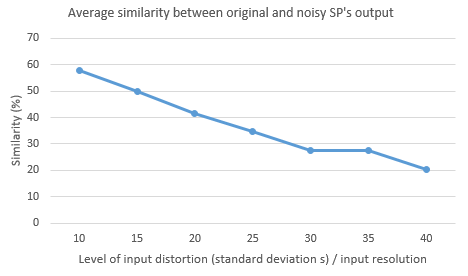 Average similarity between original and noisy SP's output
70
60
50
40
30
20
10
0
Similarity (%)
10 15 20 25 30 35 40
Level of input distortion (standard deviation s) / input resolution